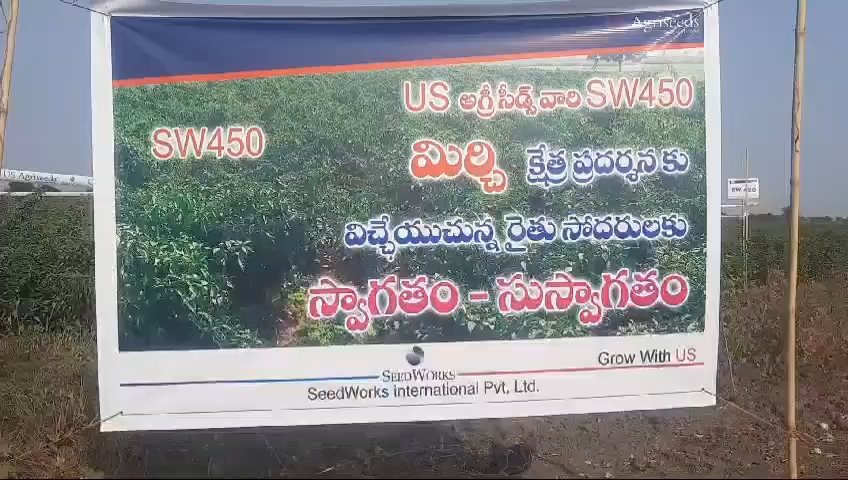 Agriseeds
US అగ్రి సీడ్స్ వారి SW450
SW450
మిర్చి క్షేత్ర ప్రదర్శన కు
విచ్ఛేయుచున్న రైతు సోదరులకు
స్వాగతం - సుస్వాగతం
Grow With US
SEEDWORKS
SeedWorks international Pvt, Ltd.
US Agriseeds
SW 450